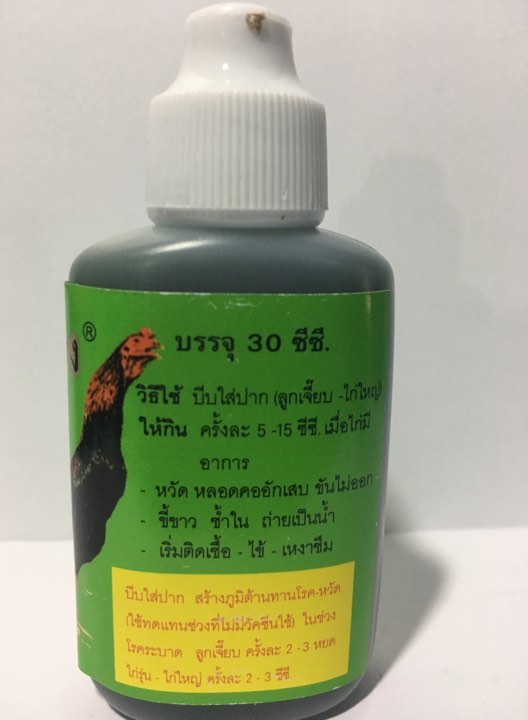 ®
บรรจุ 30 ซีซี.
วิธีใช้ บีบใส่ปาก (ลูกเจี๊ยบ -ไก่ใหญ่)
ให้กิน ครั้งละ 5 -15 ซีซี. เมื่อไก่มี
อาการ
- หวัด หลอดคออักเสบ ขันไม่ออก
- ขี้ขาว ช้ำใน ถ่ายเป็นน้ำ
- เริ่มติดเชื้อ - ไข้ - เหงาซึม
บีบใส่ปาก สร้างภูมิต้านทานโรค-หวัด
(ใช้ทดแทนช่วงที่ไม่มีวัคซีนใช้) ในช่วง
โรคระบาด ลูกเจี๊ยบ ครั้งละ 2 -3 หยด
ไก่รุ่น - ไก่ใหญ่ ครั้งละ 2 - 3 ซีซี.